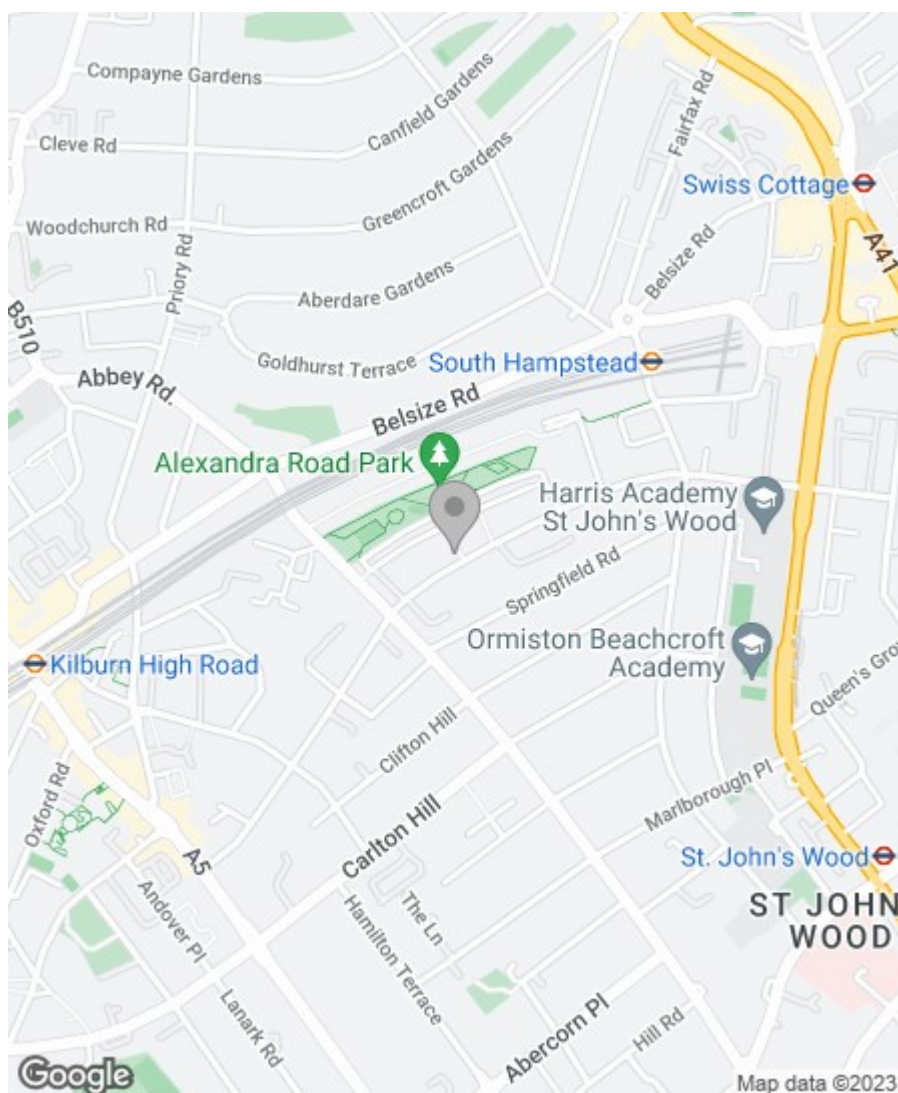 Compayne Gardens
Canfield Gardens
Fairfax Rd
Cleve Rd
Greencroft Gardens
Swiss Cottage
Woodchurch Rd
Priory Rd
Belsize Rd
A41
Aberdare Gardens
B510
Goldhurst Terrace
South Hampstead
Abbey Rd.
Belsize Rd
Alexandra Road Park
Harris Academy
St John's Wood
Springfield Rd
Ormiston Beachcroft
Academy
Kilburn High Road
Queen's Gro
Clifton Hill
Oxford Rd
Marlborough Pl
Carlton Hill
A5
St. John's Wood
Andover Pl
The Ln
Hamilton Terrace
ST JOHN
WOOD
Lanark Rd
Abercorn Pl
Hill Rd
Google
Map data ©2023